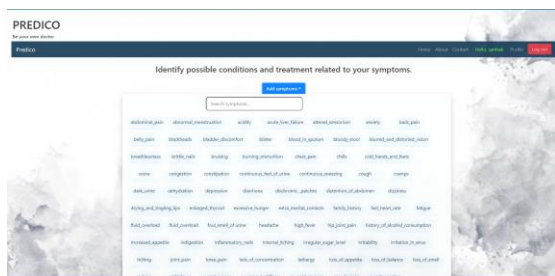 PREDICO
Be your own doctor
Predico Home About Contact Hello Profile Log out
Identify possible conditions and treatment related to your symptoms.
Add symptoms
Search symptoms..
abdominal_pain abnormal_menstruation acidity acute_liver_failure altered_sensorium anxiety back_pain
belly_pain blackheads bladder_discomfort blister blood_in_sputum bloody_stool blurred_and_distorted_vision
breathlessness brittle_nails bruising burning_micturition chest_pain chills cold_hands_and_feets
coma congestion constipation continuous_feel_of_urine continuous_sneezing cough cramps
dark_urine dehydration depression diarrhoea dischromic_patches distention_of_abdomen dizziness
drying_and_tingling_lips enlarged_thyroid excessive_hunger extra_marital_contacts family_history fast_heart_rate fatigue
fluid_overload fluid_overload foul_smell_of urine headache high_fever hip_joint_pain history_of_alcohol_consumption
increased_appetite indigestion inflammatory_nails internal_itching irregular_sugar_level irritability irritation_in_anus
itching joint_pain knee_pain lack_of_concentration lethargy loss_of_appetite loss_of_balance loss_of_smell